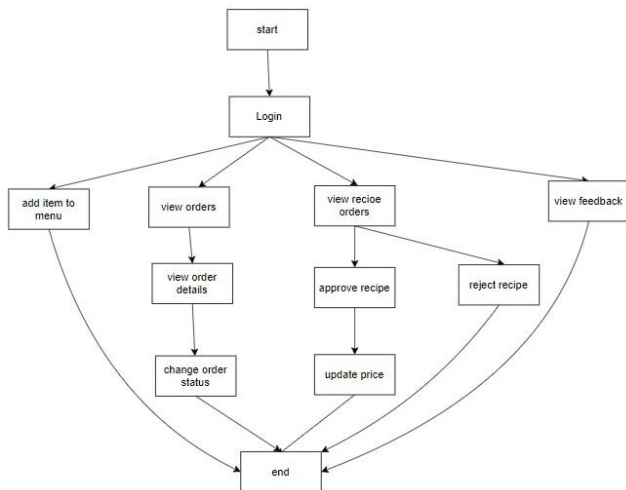 start
Login
add item to
menu
view orders
view recioe
orders
view feedback
view order
details
approve recipe
reject recipe
change order
status
update price
end